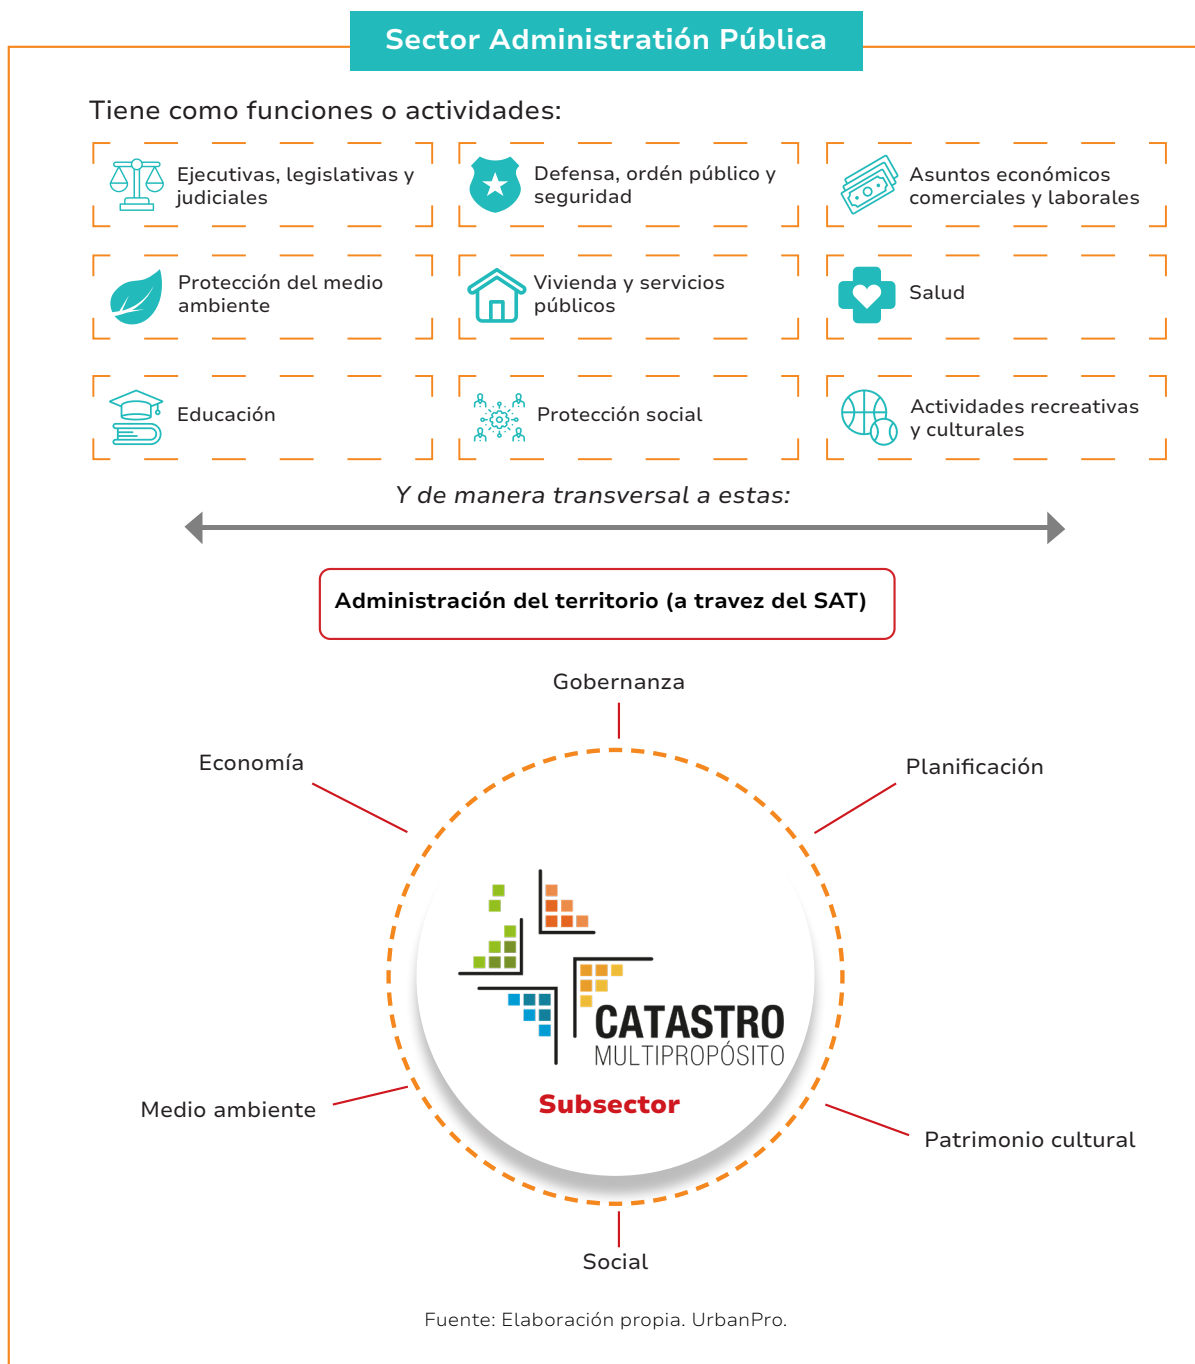 Sector Administratión Pública
Tiene como funciones o actividades:
Ejecutivas, legislativas y
judiciales
Defensa, ordén público y
seguridad
Asuntos económicos
comerciales y laborales
Protección del medio
ambiente
Vivienda y servicios
públicos
Salud
Educación
Protección social
Actividades recreativas
y culturales
Y de manera transversal a estas:
Administración del territorio (a travez del SAT)
Gobernanza
Economía
Planificación
CATASTRO
MULTIPROPÓSITO
Subsector
Medio ambiente
Patrimonio cultural
Social
Fuente: Elaboración propia. UrbanPro.